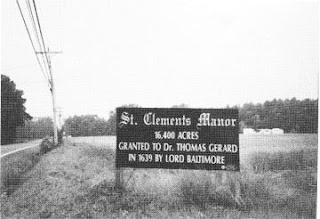 St. Clements Manor
16,400 ACRES
GRANTED TO Dr. THOMAS GERARD
IN 1639 BY LORD BALTIMORE